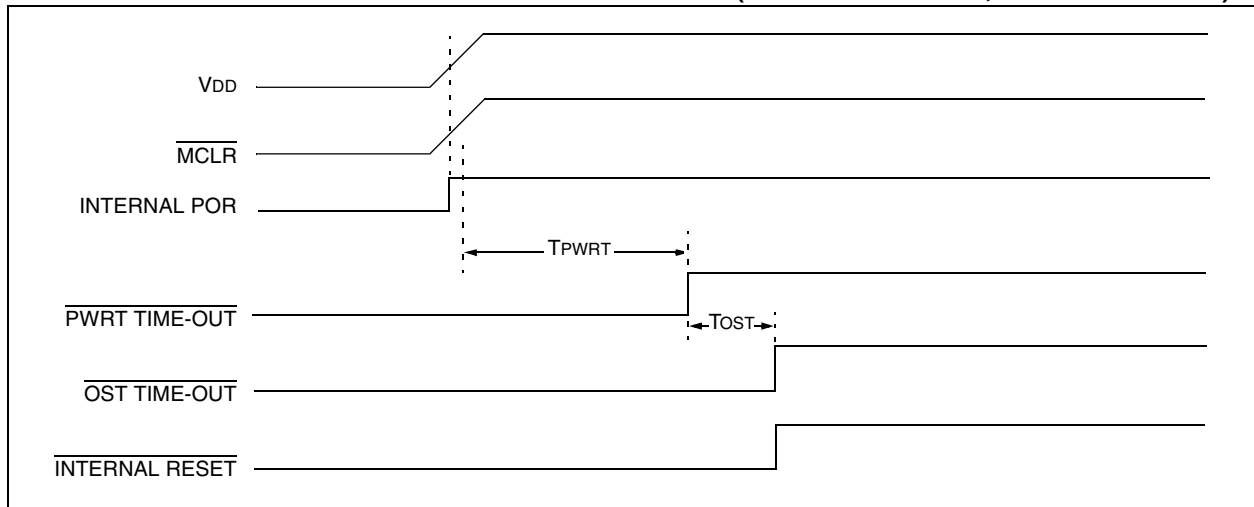 VDD
MCLR
INTERNAL POR
TPWRT
PWRT TIME-OUT
TOST
OST TIME-OUT
INTERNAL RESET